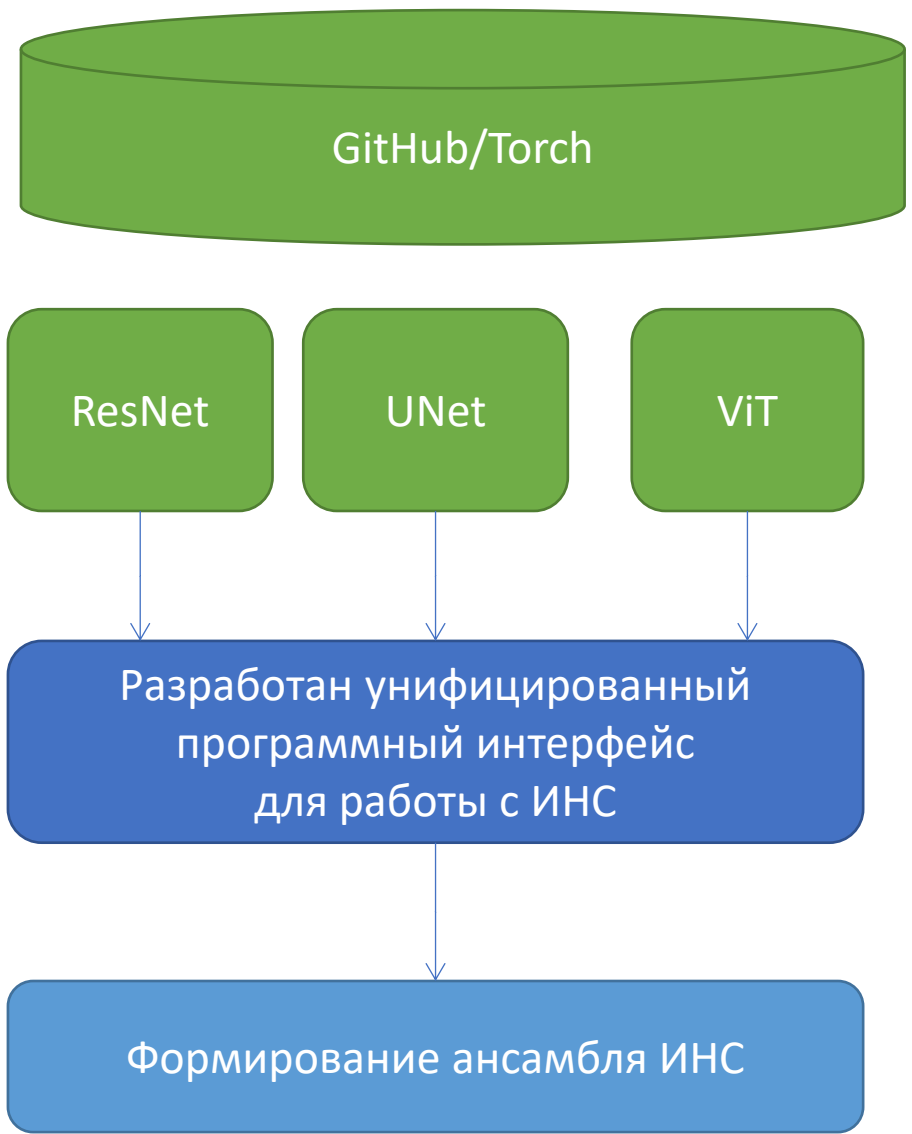 GitHub/Torch
ResNet
UNet
ViT
Разработан унифицированный
программный интерфейс
для работы с ИНС
Формирование ансамбля ИНС